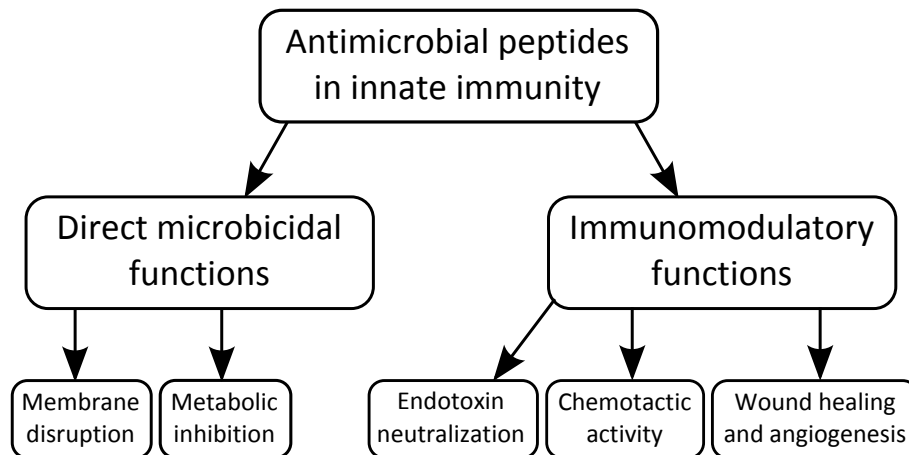 Antimicrobial peptides
in innate immunity
Direct microbicidal
functions
Immunomodulatory
functions
Membrane
disruption
Metabolic
inhibition
Endotoxin
neutralization
Chemotactic
activity
Wound healing
and angiogenesis